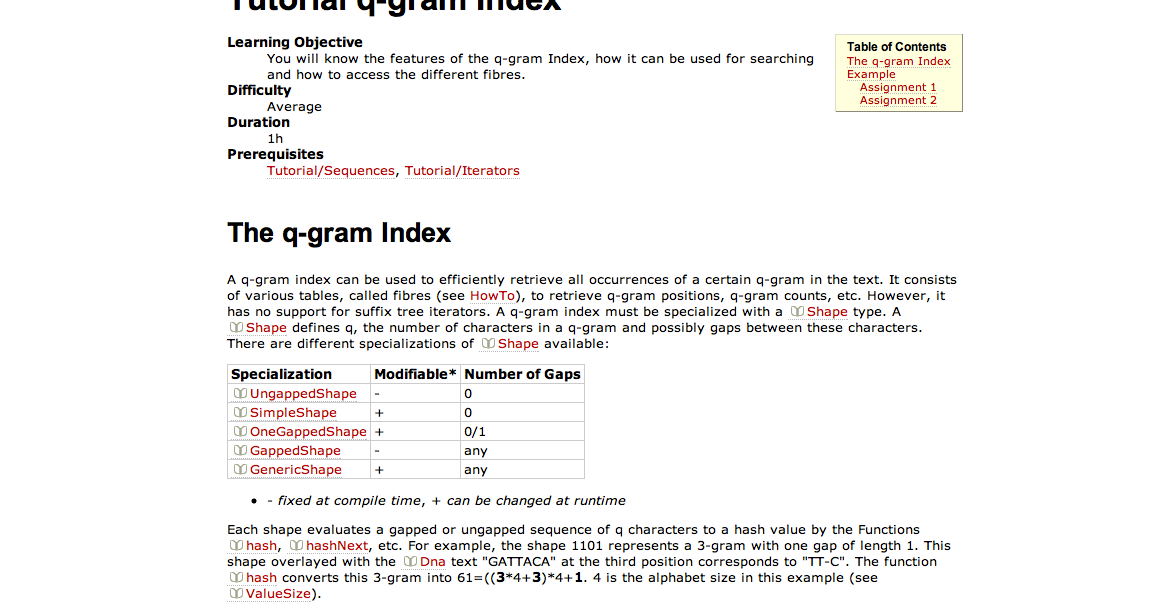 Tutorial q-gram Index
Learning Objective
You will know the features of the q-gram Index, how it can be used for searching
and how to access the different fibres.
Difficulty
Average
Duration
1h
Prerequisites
Tutorial/Sequences, Tutorial/Iterators
Table of Contents
The q-gram Index
Example
Assignment 1
Assignment 2
The q-gram Index
A q-gram index can be used to efficiently retrieve all occurrences of a certain q-gram in the text. It consists
of various tables, called fibres (see HowTo), to retrieve q-gram positions, q-gram counts, etc. However, it
has no support for suffix tree iterators. A q-gram index must be specialized with a Shape type. A
Shape defines q, the number of characters in a q-gram and possibly gaps between these characters.
There are different specializations of Shape available:
Specialization Modifiable* Number of Gaps
UngappedShape - 0
SimpleShape + 0
OneGappedShape + 0/1
GappedShape - any
GenericShape + any
• - fixed at compile time, + can be changed at runtime
Each shape evaluates a gapped or ungapped sequence of q characters to a hash value by the Functions
hash, hashNext, etc. For example, the shape 1101 represents a 3-gram with one gap of length 1. This
shape overlayed with the Dna text "GATTACA" at the third position corresponds to "TT-C". The function
hash converts this 3-gram into 61=((3*4+3)*4+1. 4 is the alphabet size in this example (see
ValueSize).